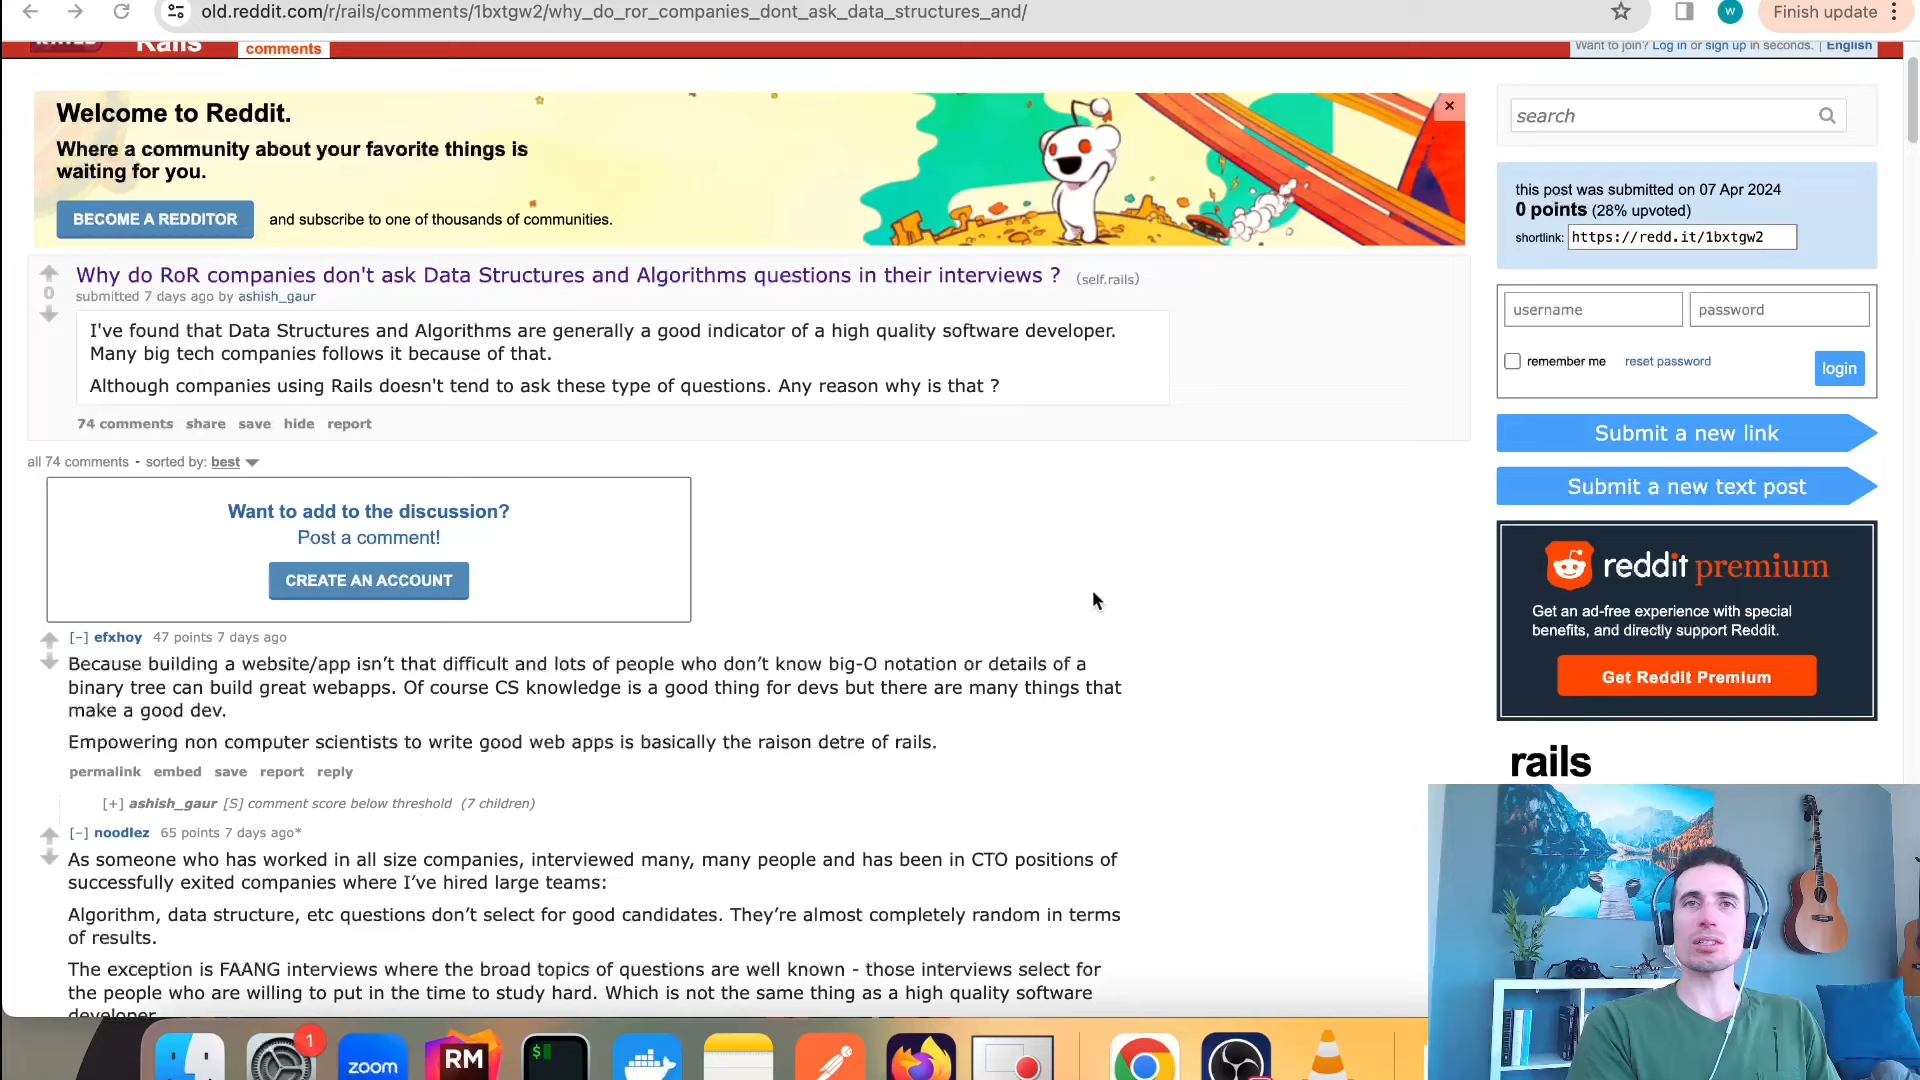 old.reddit.com/r/rails/comments/1bxtgw2/why_do_ror_companies_dont_ask_data_structures_and/
W
Finish update
Rails
comments
Want to join? Log in or sign up in seconds. | English
Welcome to Reddit.
Where a community about your favorite things is
waiting for you.
BECOME A REDDITOR
and subscribe to one of thousands of communities.
search
this post was submitted on 07 Apr 2024
0 points (28% upvoted)
shortlink: https://redd.it/1bxtgw2
username
password
remember me
reset password
login
Submit a new link
Submit a new text post
reddit premium
Get an ad-free experience with special
benefits, and directly support Reddit.
Get Reddit Premium
rails
0
Why do RoR companies don't ask Data Structures and Algorithms questions in their interviews ? (self.rails)
submitted 7 days ago by ashish_gaur
I've found that Data Structures and Algorithms are generally a good indicator of a high quality software developer.
Many big tech companies follows it because of that.
Although companies using Rails doesn't tend to ask these type of questions. Any reason why is that ?
74 comments share save hide report
all 74 comments - sorted by: best
Want to add to the discussion?
Post a comment!
CREATE AN ACCOUNT
[–] efxhoy 47 points 7 days ago
Because building a website/app isn’t that difficult and lots of people who don’t know big-O notation or details of a
binary tree can build great webapps. Of course CS knowledge is a good thing for devs but there are many things that
make a good dev.
Empowering non computer scientists to write good web apps is basically the raison detre of rails.
permalink embed save report reply
[+] ashish_gaur [S] comment score below threshold (7 children)
[–] noodlez 65 points 7 days ago*
As someone who has worked in all size companies, interviewed many, many people and has been in CTO positions of
successfully exited companies where I’ve hired large teams:
Algorithm, data structure, etc questions don’t select for good candidates. They’re almost completely random in terms
of results.
The exception is FAANG interviews where the broad topics of questions are well known - those interviews select for
the people who are willing to put in the time to study hard. Which is not the same thing as a high quality software
developer.
1
zoom
RM
$